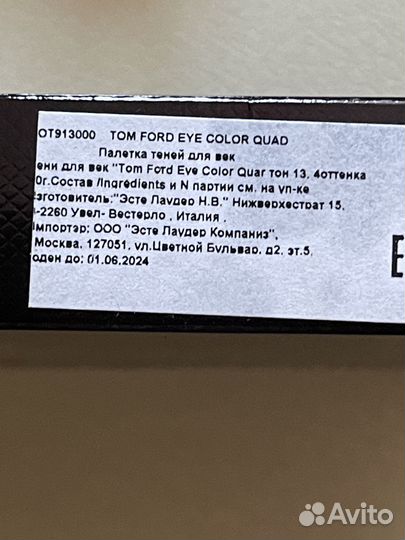 OT913000 TOM FORD EYE COLOR QUAD
Палетка теней для век
ени для век "Tom Ford Eye Color Quar тон 13, 4оттенка
0г.Состав /Ingredients и N партии см. на уп-ке
зготовитель:"Эсте Лаудер Н.В." Нижверхестрат 15,
-2260 Увел- Вестерло , Италия .
мпортэр: ООО "Эсте Лаудер Компаниз",
Москва, 127051, ул.Цветной Бульвар, д2, эт.5,
оден до: 01.06.2024
E
Avito